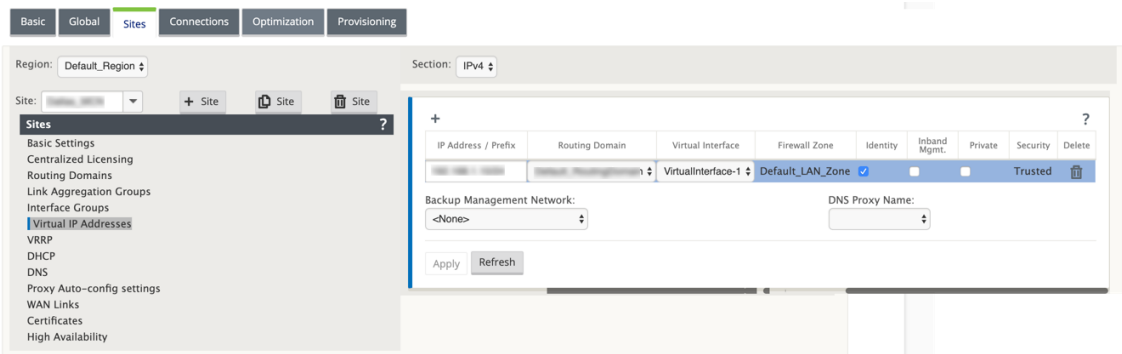 Basic Global Sites Connections Optimization Provisioning
Region: Default_Region
Section: IPv4
Site: + Site Site Site
Sites ?
Basic Settings
Centralized Licensing
Routing Domains
Link Aggregation Groups
Interface Groups
Virtual IP Addresses
VRRP
DHCP
DNS
Proxy Auto-config settings
WAN Links
Certificates
High Availability
+ ?
IP Address / Prefix Routing Domain Virtual Interface Firewall Zone Identity Inband Mgmt. Private Security Delete
VirtualInterface-1 Default_LAN_Zone Trusted
Backup Management Network: DNS Proxy Name:
<None>
Apply Refresh